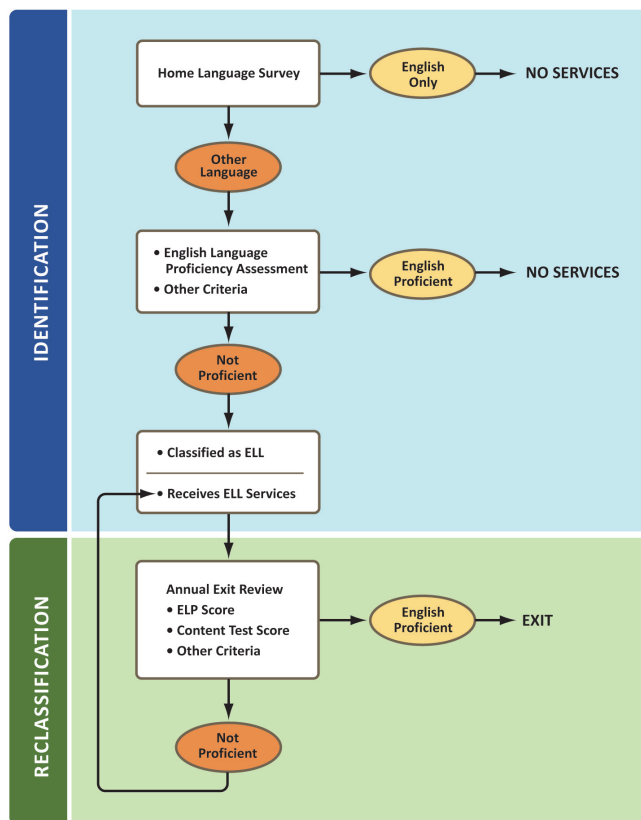 IDENTIFICATION
Home Language Survey
English
Only
NO SERVICES
Other
Language
• English Language
Proficiency Assessment
• Other Criteria
English
Proficient
NO SERVICES
Not
Proficient
• Classified as ELL
• Receives ELL Services
RECLASSIFICATION
Annual Exit Review
• ELP Score
• Content Test Score
• Other Criteria
English
Proficient
EXIT
Not
Proficient